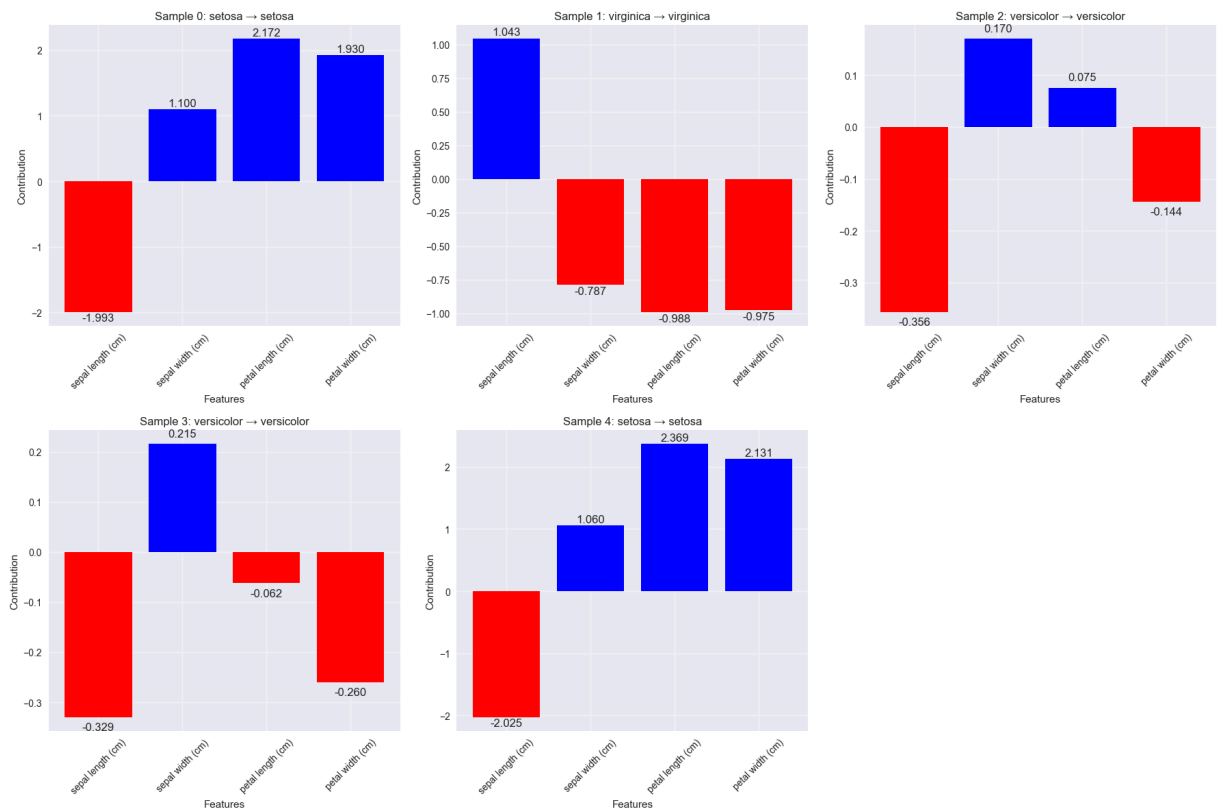 Sample 0: setosa → setosa
2.172
1.930
1.100
-1.993
2
1
0
−1
−2
Contribution
sepal length (cm)
sepal width (cm)
petal length (cm)
petal width (cm)
Features
Sample 1: virginica → virginica
1.043
-0.787
-0.988
-0.975
1.00
0.75
0.50
0.25
0.00
−0.25
−0.50
−0.75
−1.00
Contribution
sepal length (cm)
sepal width (cm)
petal length (cm)
petal width (cm)
Features
Sample 2: versicolor → versicolor
0.170
0.075
-0.144
-0.356
0.1
0.0
−0.1
−0.2
−0.3
Contribution
sepal length (cm)
sepal width (cm)
petal length (cm)
petal width (cm)
Features
Sample 3: versicolor → versicolor
0.215
-0.062
-0.260
-0.329
0.2
0.1
0.0
−0.1
−0.2
−0.3
Contribution
sepal length (cm)
sepal width (cm)
petal length (cm)
petal width (cm)
Features
Sample 4: setosa → setosa
2.369
2.131
1.060
-2.025
2
1
0
−1
−2
Contribution
sepal length (cm)
sepal width (cm)
petal length (cm)
petal width (cm)
Features